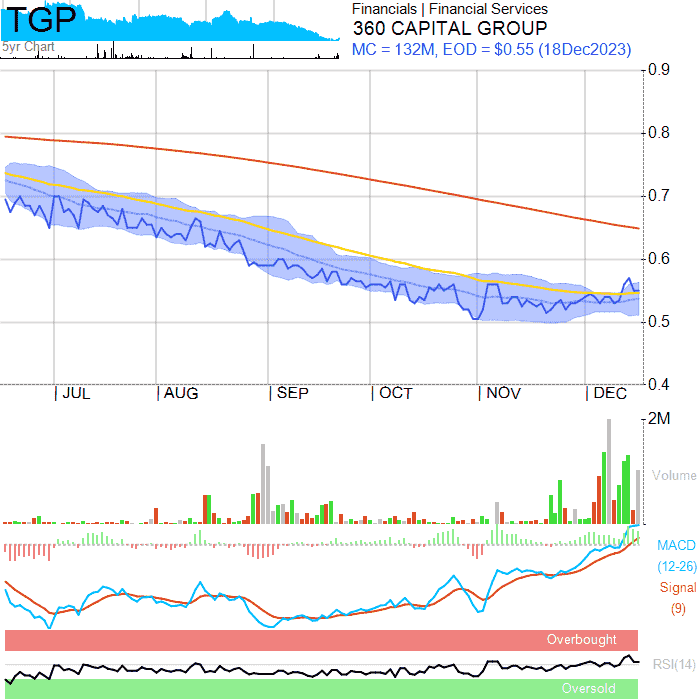 TGP
5yr Chart
Financials | Financial Services
360 CAPITAL GROUP
MC = 132M, EOD = $0.55 (18Dec2023)
0.9
0.8
0.7
0.6
0.5
0.4
JUL AUG SEP OCT NOV DEC
2M
Volume
MACD
(12-26)
Signal
(9)
Overbought
RSI(14)
Oversold